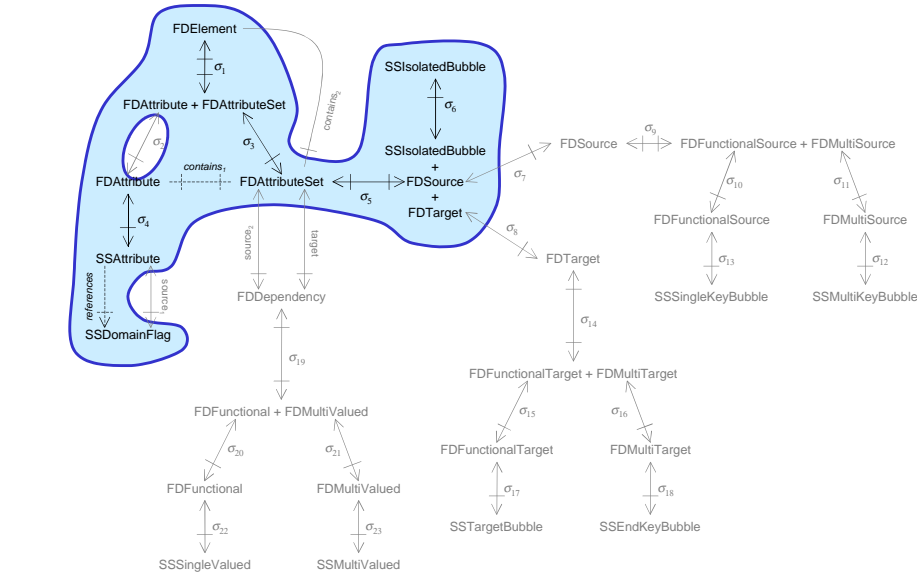 FDElement
σ1
contains2
FDAttribute + FDAttributeSet
σ2
σ3
FDAttribute
contains1
FDAttributeSet
σ5
σ4
SSAttribute
references
source1
SSDomainFlag
SSIsolatedBubble
σ6
SSIsolatedBubble
+
FDSource
+
FDTarget
σ7
σ8
FDSource
σ9
FDFunctionalSource + FDMultiSource
σ10
σ11
FDFunctionalSource
FDMultiSource
σ13
σ12
SSSingleKeyBubble
SSMultiKeyBubble
source2
target
FDDependency
σ19
FDFunctional + FDMultiValued
σ20
σ21
FDFunctional
FDMultiValued
σ22
σ23
SSSingleValued
SSMultiValued
FDTarget
σ14
FDFunctionalTarget + FDMultiTarget
σ15
σ16
FDFunctionalTarget
FDMultiTarget
σ17
σ18
SSTargetBubble
SSEndKeyBubble